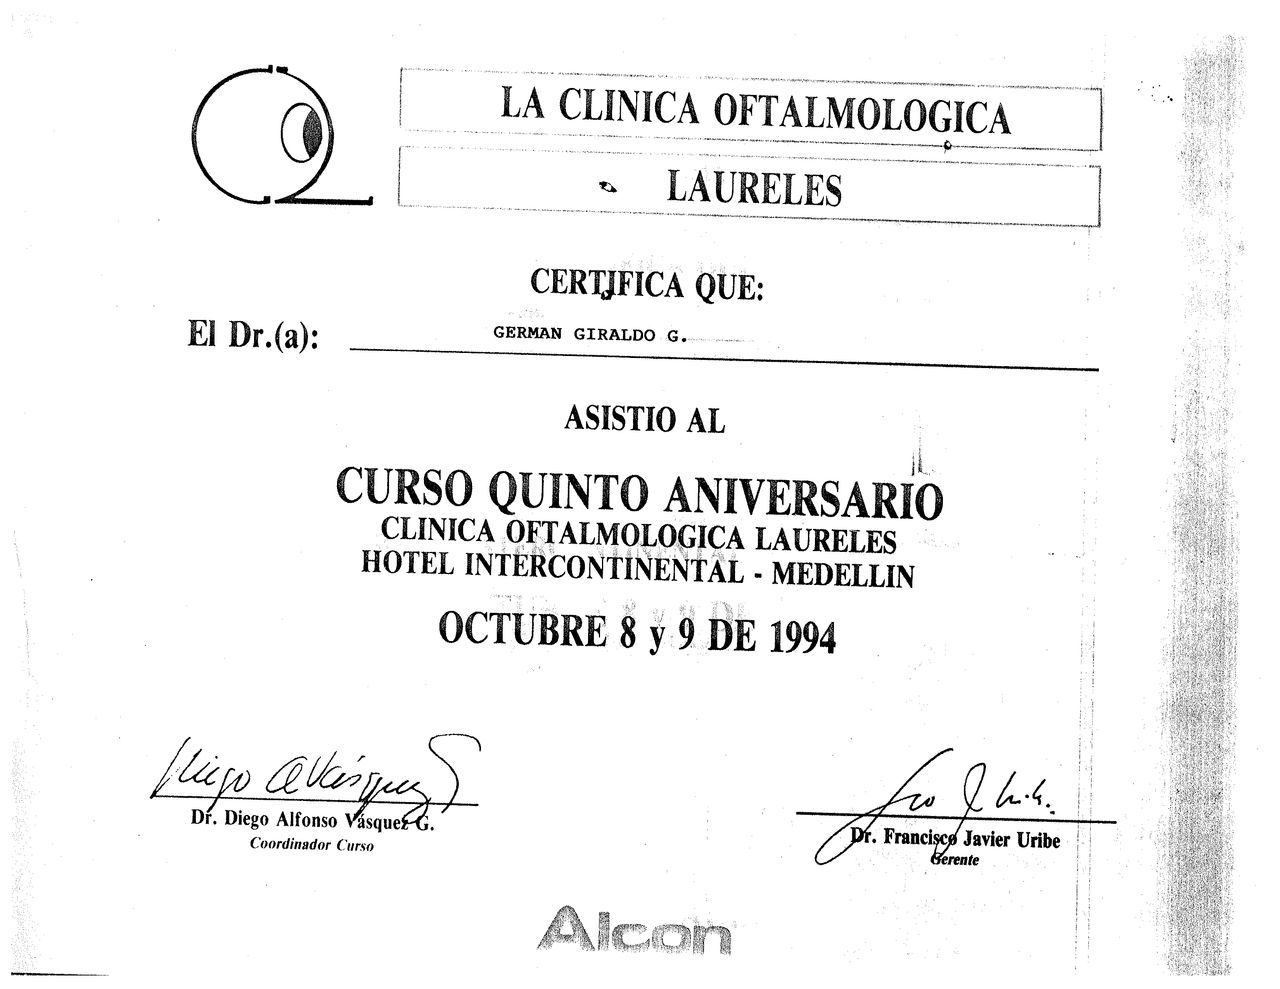 LA CLINICA OFTALMOLOGICA
LAURELES
CERTIFICA QUE:
El Dr.(a): GERMAN GIRALDO G.
ASISTIO AL
CURSO QUINTO ANIVERSARIO
CLINICA OFTALMOLOGICA LAURELES
HOTEL INTERCONTINENTAL - MEDELLIN
OCTUBRE 8 y 9 DE 1994
Diego A Vásquez G
Dr. Diego Alfonso Vásquez G.
Coordinador Curso
Dr. Francisco Javier Uribe
Gerente
Alcon